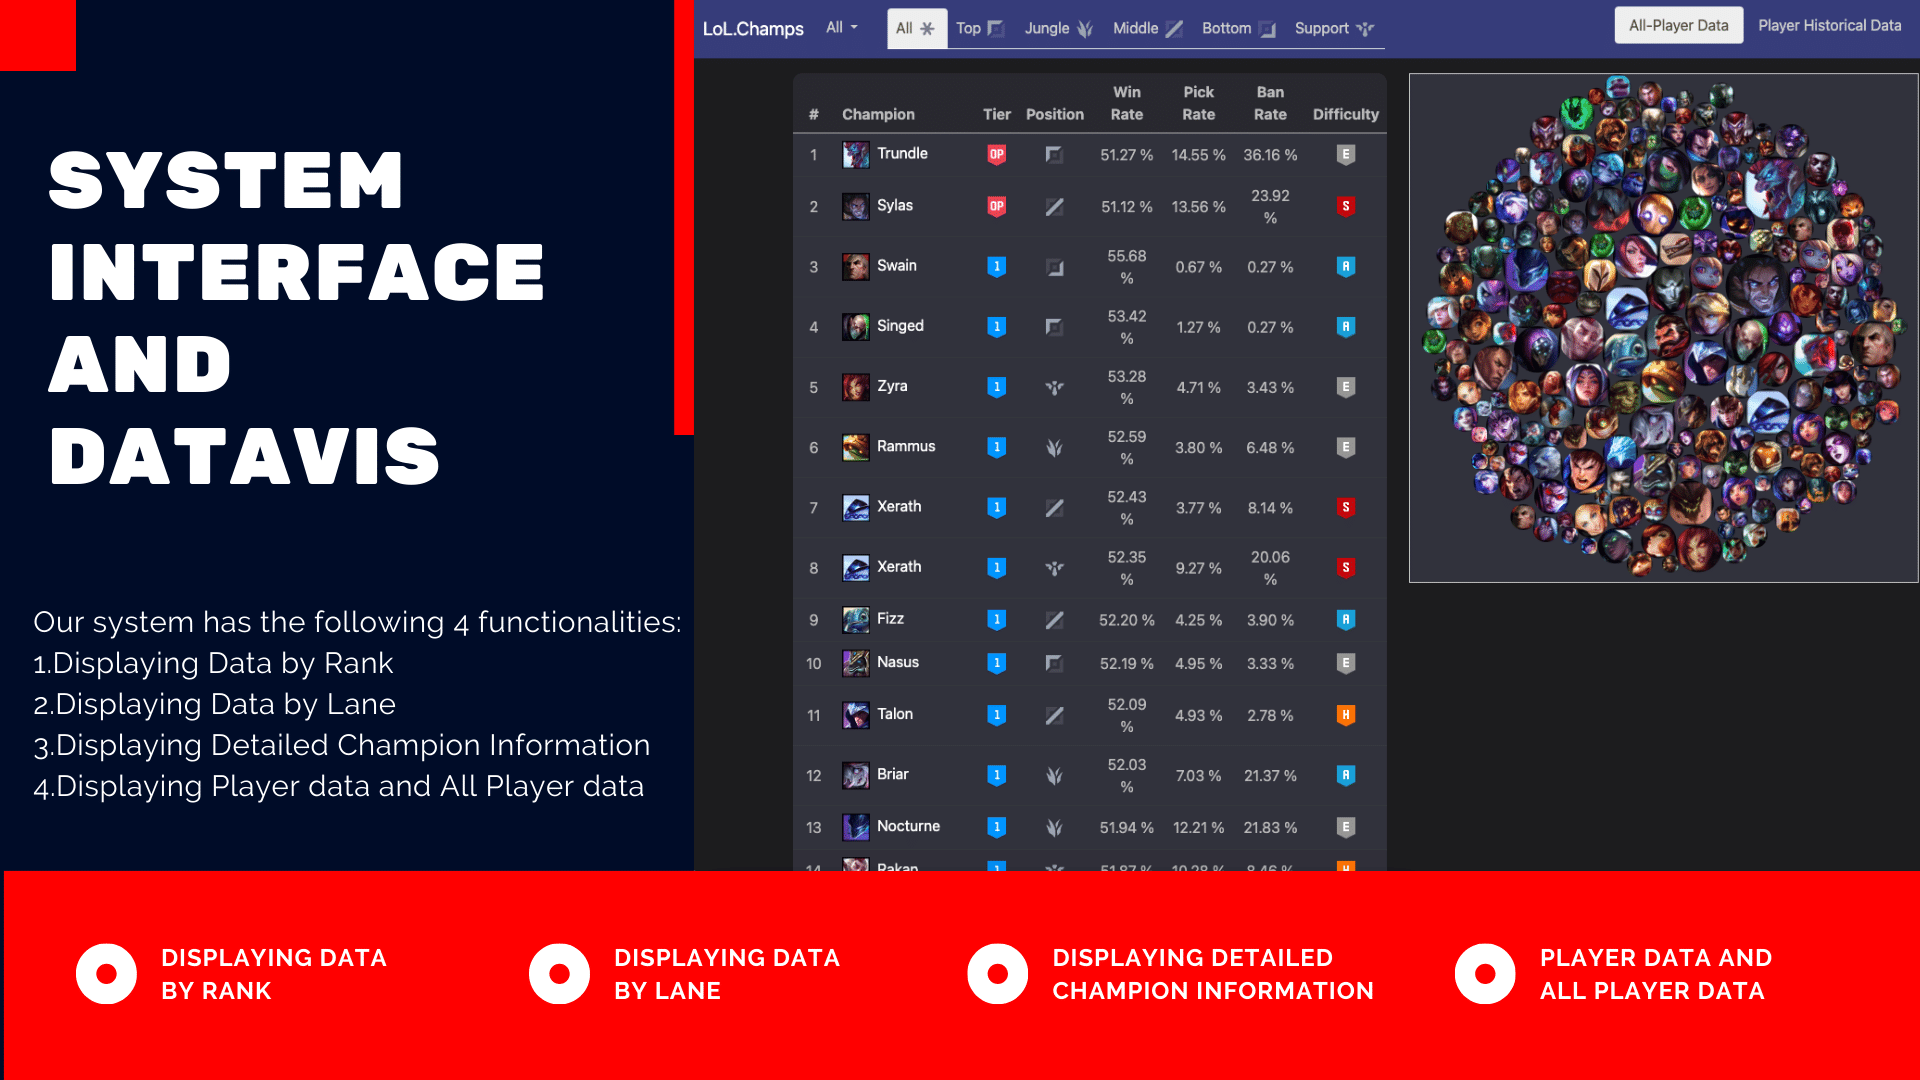 SYSTEM
INTERFACE
AND
DATAVIS
Our system has the following 4 functionalities:
1.Displaying Data by Rank
2.Displaying Data by Lane
3.Displaying Detailed Champion Information
4.Displaying Player data and All Player data
LoL.Champs All All Top Jungle Middle Bottom Support All-Player Data Player Historical Data
# Champion Tier Position Win Rate Pick Rate Ban Rate Difficulty
1 Trundle OP 51.27 % 14.55 % 36.16 % E
2 Sylas OP 51.12 % 13.56 % 23.92 % S
3 Swain 1 55.68 % 0.67 % 0.27 % A
4 Singed 1 53.42 % 1.27 % 0.27 % A
5 Zyra 1 53.28 % 4.71 % 3.43 % E
6 Rammus 1 52.59 % 3.80 % 6.48 % E
7 Xerath 1 52.43 % 3.77 % 8.14 % S
8 Xerath 1 52.35 % 9.27 % 20.06 % S
9 Fizz 1 52.20 % 4.25 % 3.90 % A
10 Nasus 1 52.19 % 4.95 % 3.33 % E
11 Talon 1 52.09 % 4.93 % 2.78 % H
12 Briar 1 52.03 % 7.03 % 21.37 % A
13 Nocturne 1 51.94 % 12.21 % 21.83 % E
14 Rakan 1 51.87 % 10.28 % 8.46 % H
DISPLAYING DATA
BY RANK
DISPLAYING DATA
BY LANE
DISPLAYING DETAILED
CHAMPION INFORMATION
PLAYER DATA AND
ALL PLAYER DATA